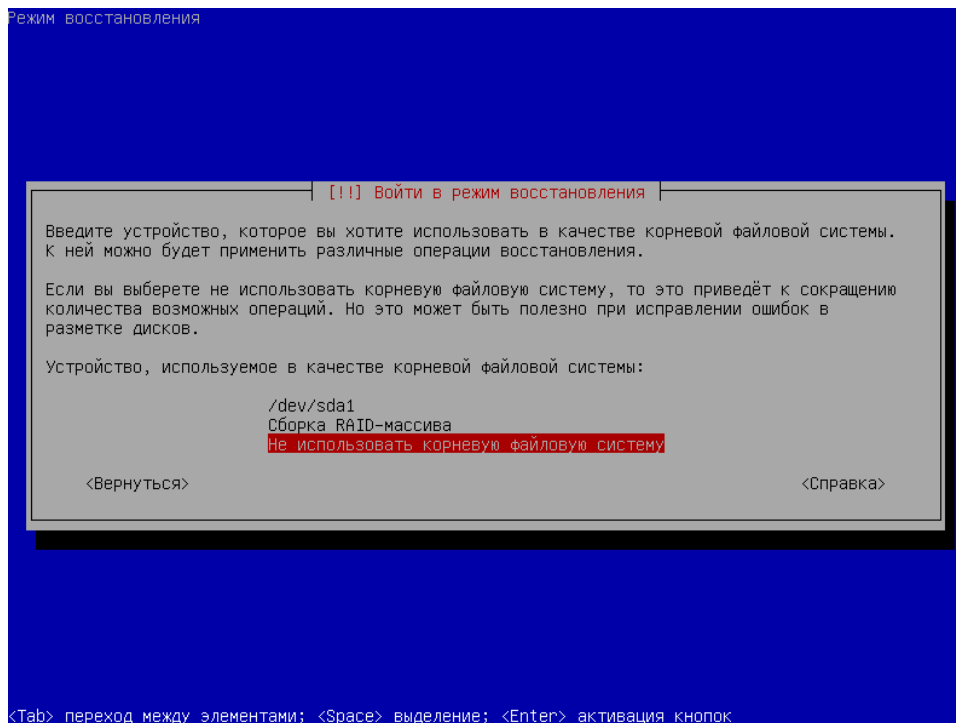 Режим восстановления
[!!] Войти в режим восстановления
Введите устройство, которое вы хотите использовать в качестве корневой файловой системы.
К ней можно будет применить различные операции восстановления.
Если вы выберете не использовать корневую файловую систему, то это приведёт к сокращению
количества возможных операций. Но это может быть полезно при исправлении ошибок в
разметке дисков.
Устройство, используемое в качестве корневой файловой системы:
/dev/sda1
Сборка RAID-массива
Не использовать корневую файловую систему
<Вернуться> <Справка>
<Tab> переход между элементами; <Space> выделение; <Enter> активация кнопок